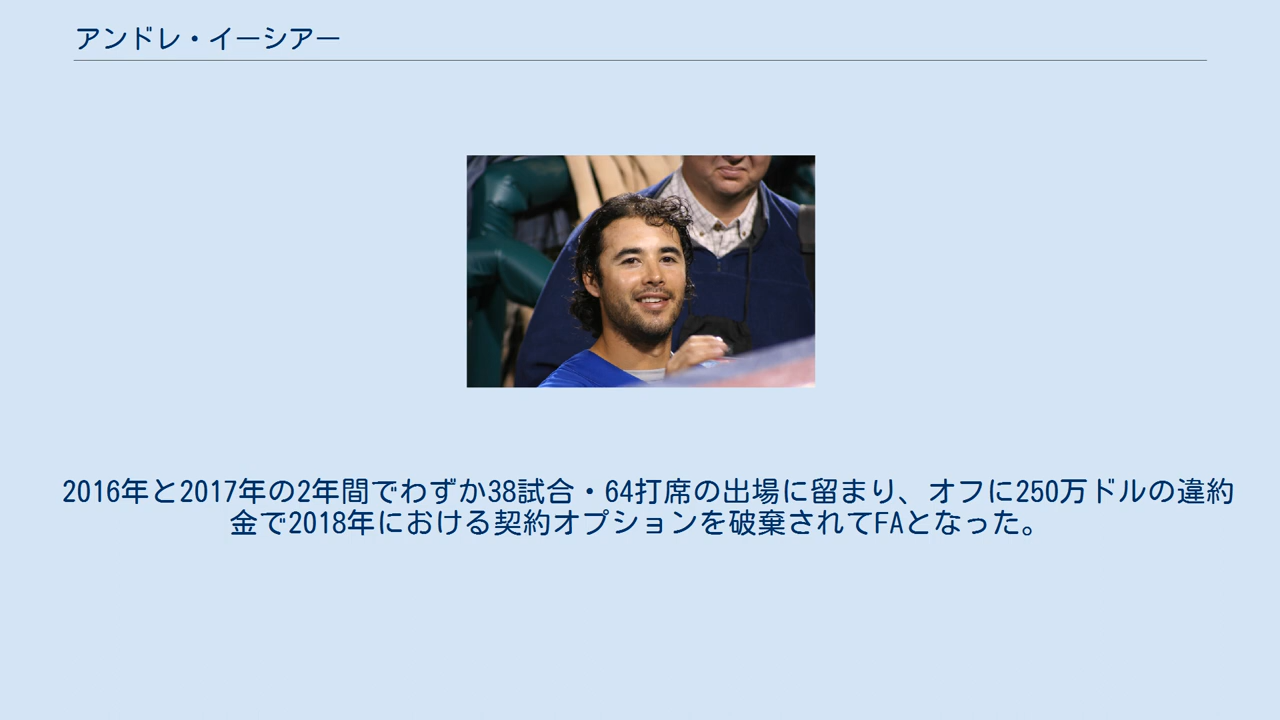 アンドレ・イーシアー
2016年と2017年の2年間でわずか38試合・64打席の出場に留まり、オフに250万ドルの違約
金で2018年における契約オプションを破棄されてFAとなった。